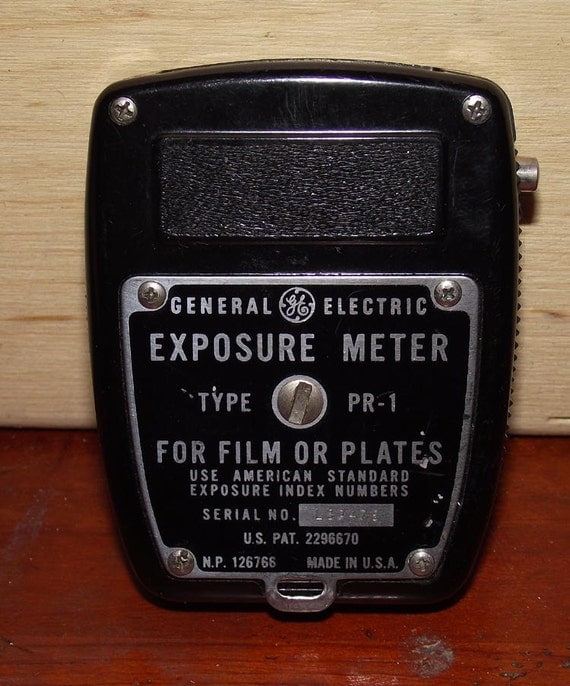 GENERAL GE ELECTRIC
EXPOSURE METER
TYPE PR-1
FOR FILM OR PLATES
USE AMERICAN STANDARD
EXPOSURE INDEX NUMBERS
SERIAL NO.
U.S. PAT. 2296670
N.P. 126766 MADE IN U.S.A.